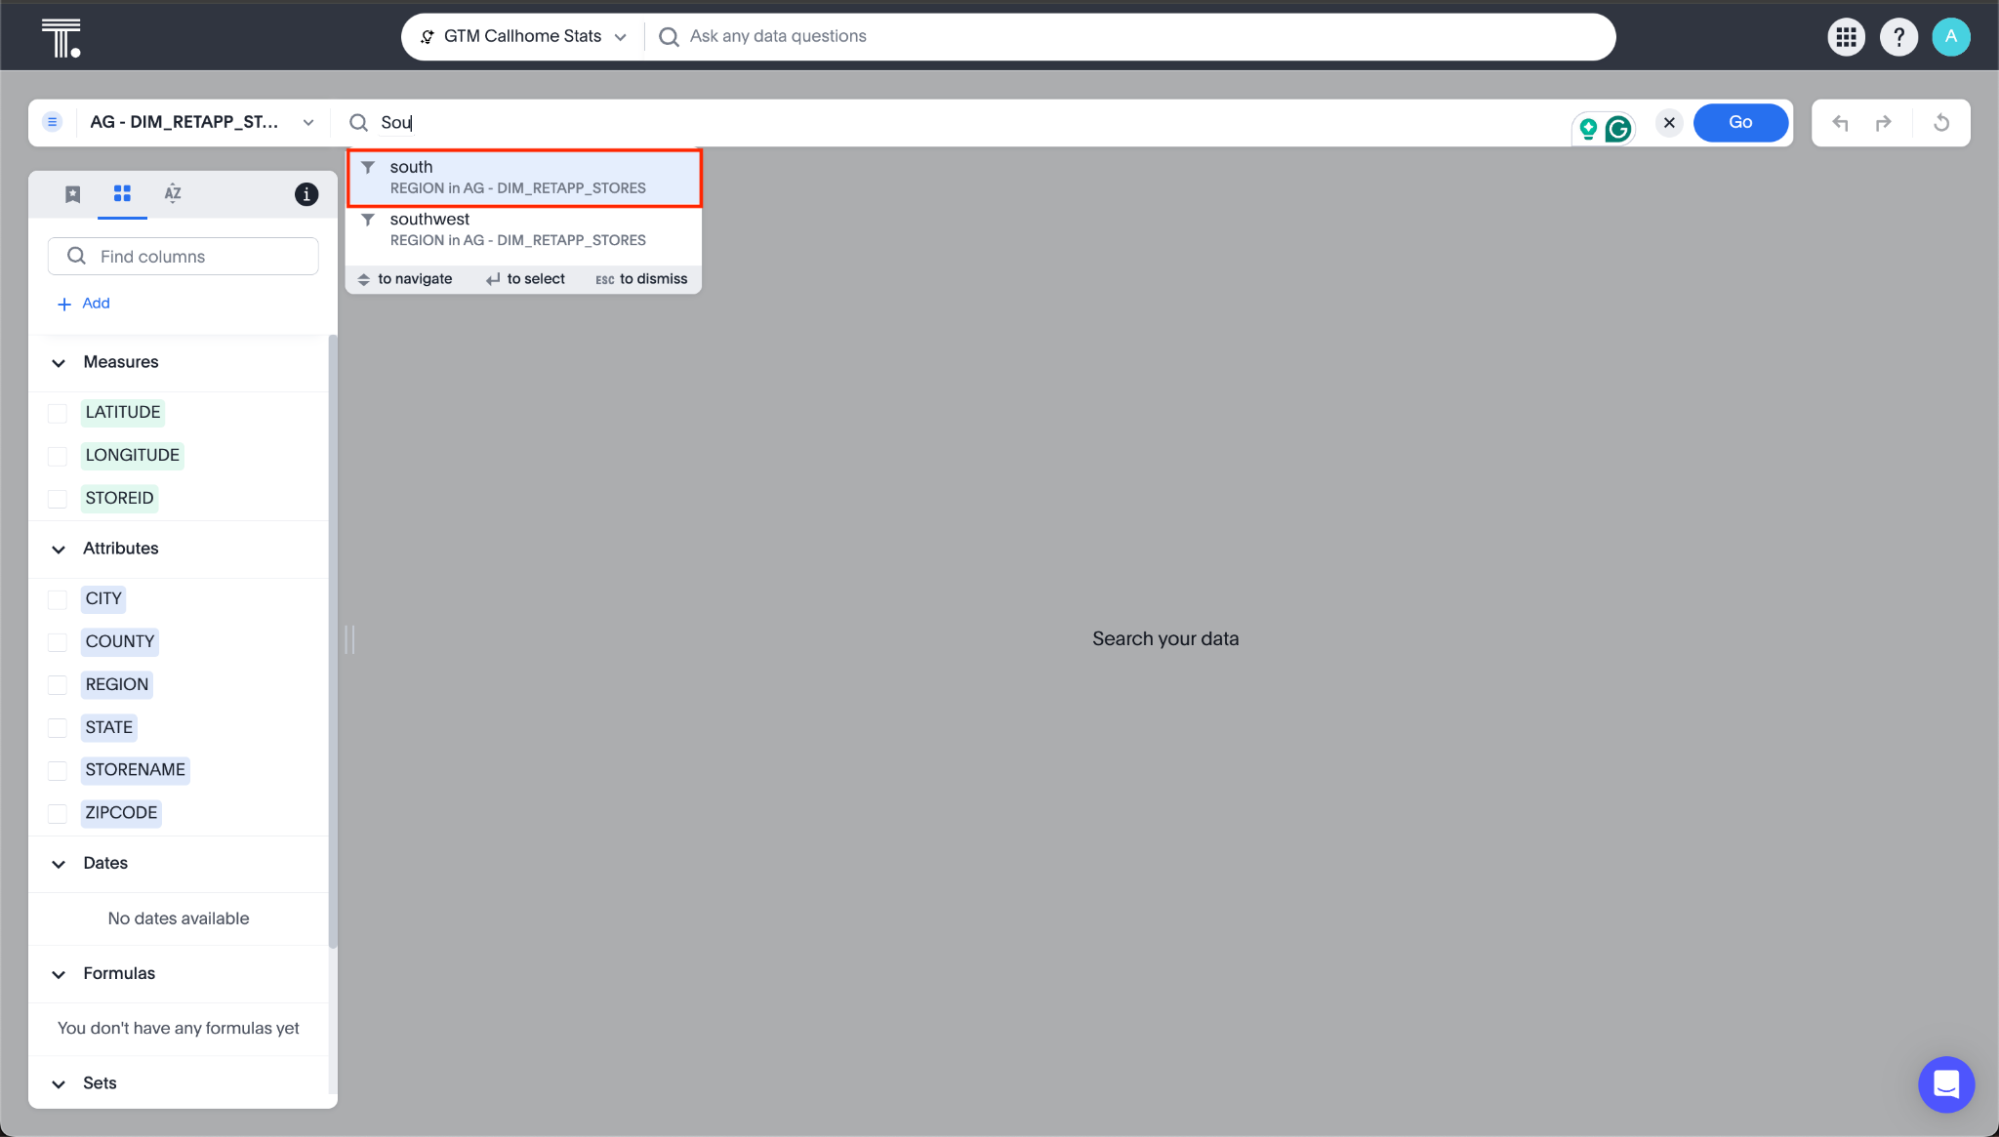 GTM Callhome Stats
Ask any data questions
?
A
AG - DIM_RETAPP_ST...
Sou
Go
south
REGION in AG - DIM_RETAPP_STORES
southwest
REGION in AG - DIM_RETAPP_STORES
to navigate
to select
ESC to dismiss
AZ
i
Find columns
+ Add
Measures
LATITUDE
LONGITUDE
STOREID
Attributes
CITY
COUNTY
REGION
STATE
STORENAME
ZIPCODE
Dates
No dates available
Formulas
You don't have any formulas yet
Sets
Search your data